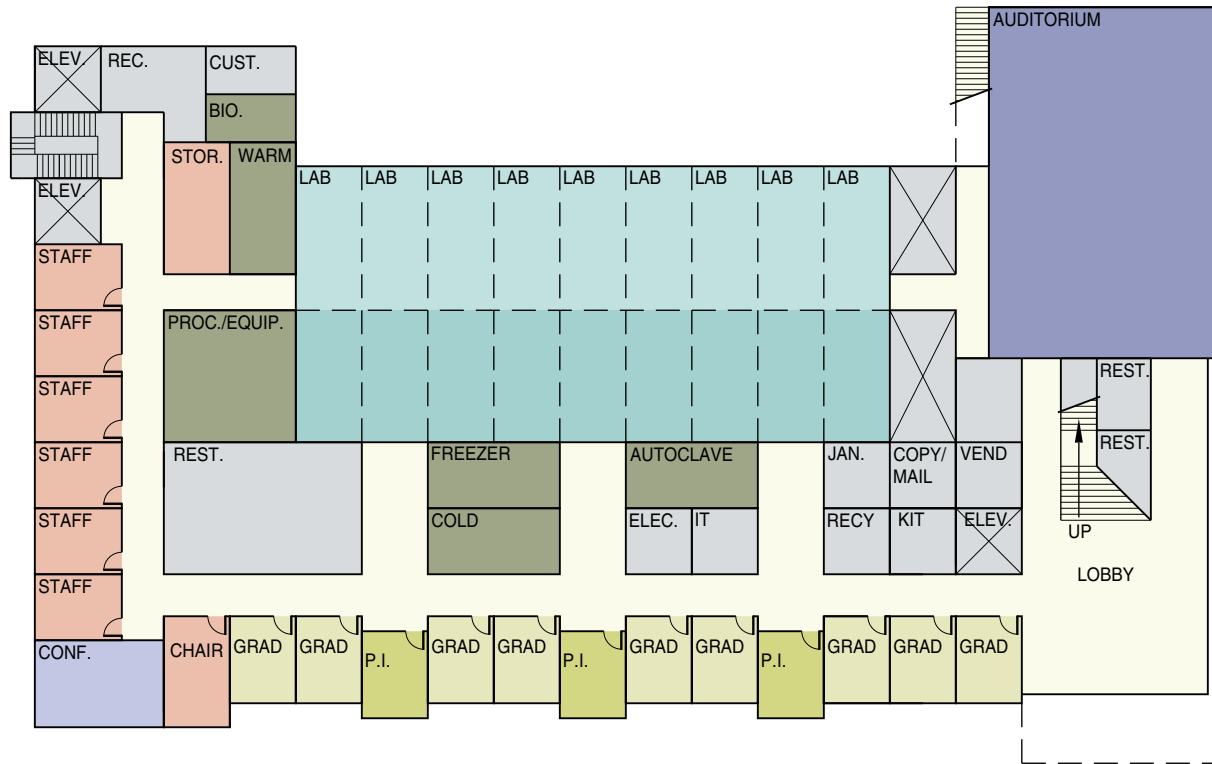 AUDITORIUM
ELEV.
REC.
CUST.
BIO.
STOR.
WARM
LAB
LAB
LAB
LAB
LAB
LAB
LAB
LAB
LAB
ELEV.
STAFF
STAFF
PROC./EQUIP.
STAFF
REST.
STAFF
REST.
FREEZER
AUTOCLAVE
JAN.
COPY/
MAIL
VEND
REST.
STAFF
COLD
ELEC.
IT
RECY
KIT
ELEV.
UP
LOBBY
STAFF
CONF.
CHAIR
GRAD
GRAD
P.I.
GRAD
GRAD
P.I.
GRAD
GRAD
P.I.
GRAD
GRAD
GRAD